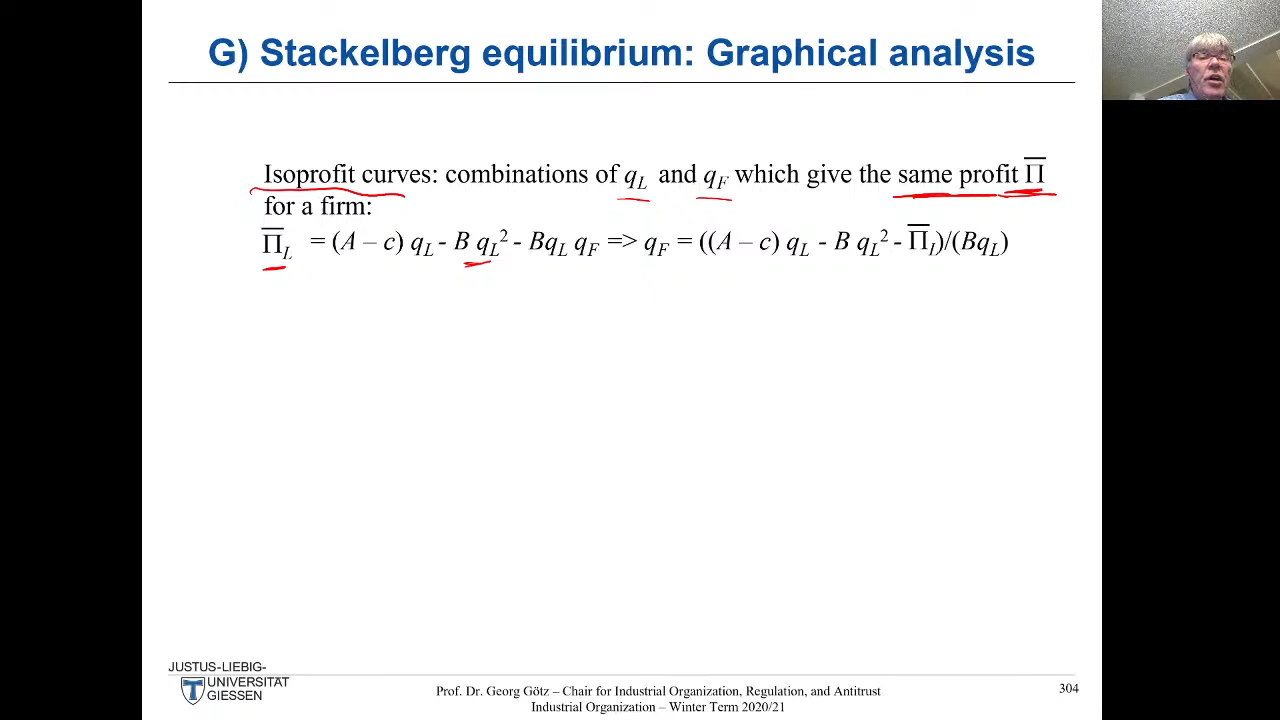 G) Stackelberg equilibrium: Graphical analysis
Isoprofit curves: combinations of q_L and q_F which give the same profit Π̅
for a firm:
Π̅_L = (A – c) q_L - B q_L² - Bq_L q_F => q_F = ((A – c) q_L - B q_L² - Π̅_L)/(Bq_L)
JUSTUS-LIEBIG-
UNIVERSITÄT
GIESSEN
Prof. Dr. Georg Götz – Chair for Industrial Organization, Regulation, and Antitrust
Industrial Organization – Winter Term 2020/21
304